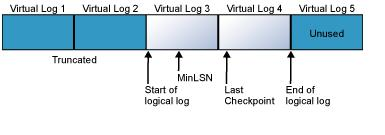 Virtual Log 1 Virtual Log 2 Virtual Log 3 Virtual Log 4 Virtual Log 5
Unused
Truncated
MinLSN
Start of
logical log
Last
Checkpoint
End of
logical log